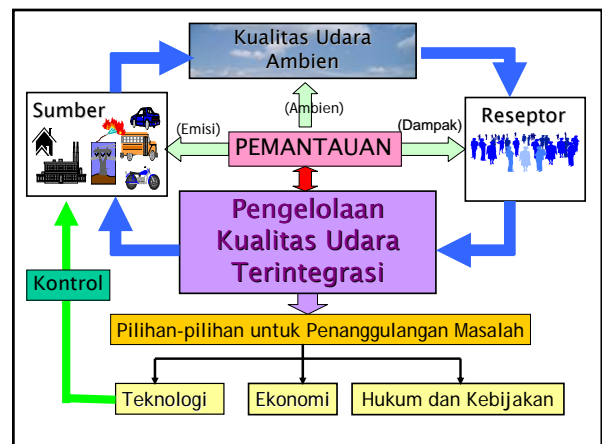 Kualitas Udara
Ambien
Sumber
(Emisi)
(Ambien)
(Dampak)
Reseptor
PEMANTAUAN
Pengelolaan
Kualitas Udara
Terintegrasi
Kontrol
Pilihan-pilihan untuk Penanggulangan Masalah
Teknologi
Ekonomi
Hukum dan Kebijakan